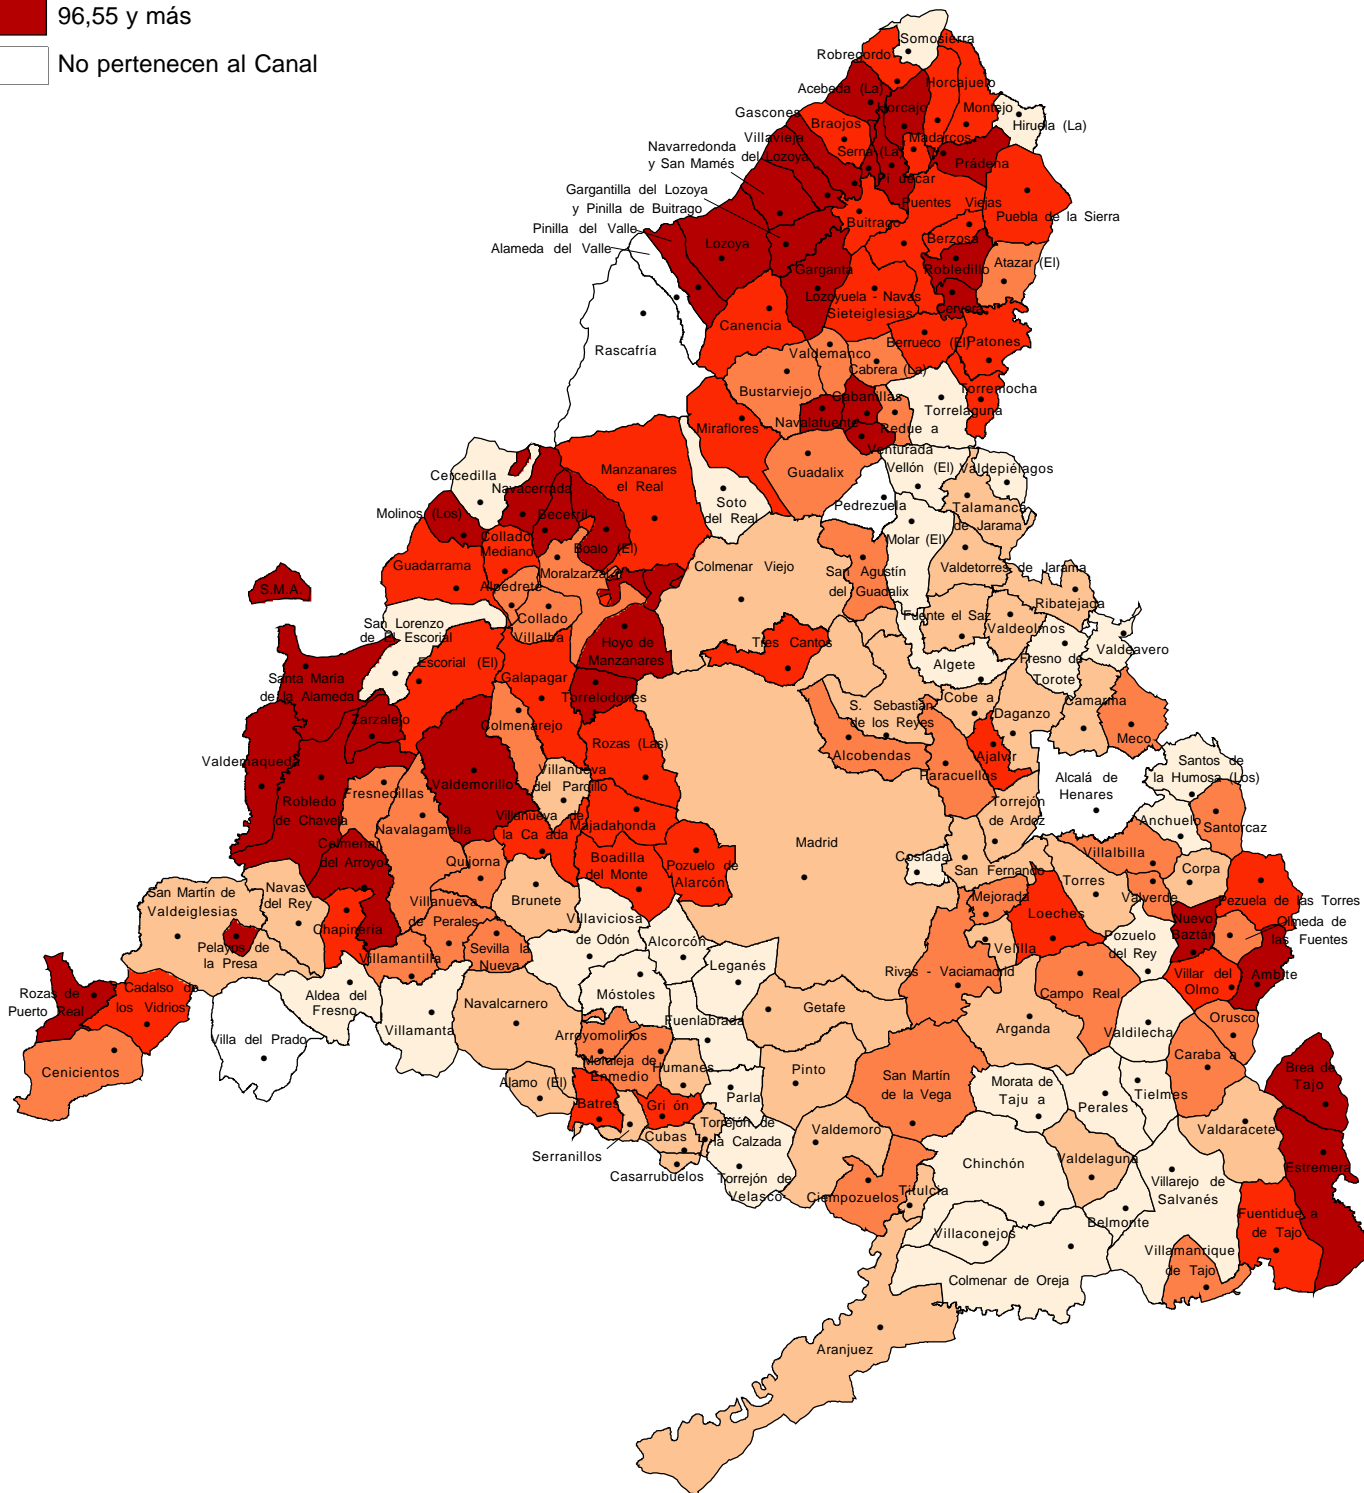 96,55 y más
No pertenecen al Canal
Somosierra
Robregordo
Acebeda (La)
Horcajo
Horcajuelo
Gascones
Braojos
Montejo
Hiruela (La)
Villavieja
del Lozoya
Serna (La)
Madarcos
Navarredonda
y San Mamés
Prádena
Pi uecar
Gargantilla del Lozoya
y Pinilla de Buitrago
Puentes Viejas
Puebla de la Sierra
Buitrago
Pinilla del Valle
Alameda del Valle
Lozoya
Berzosa
Garganta
Robledillo
Atazar (El)
Lozoyuela - Navas
Sieteiglesias
Cervera
Canencia
Rascafría
Valdemanco
Berrueco (El)
Patones
Cabrera (La)
Bustarviejo
Cabanillas
Torremocha
Torrelaguna
Miraflores
Navalafuente
Redue a
Venturada
Cercedilla
Manzanares
el Real
Guadalix
Vellón (El)
Valdepiélagos
Navacerrada
Soto
del Real
Pedrezuela
Talamanca
de Jarama
Molinos (Los)
Becerril
Collado
Mediano
Boalo (El)
Molar (El)
Guadarrama
Moralzarzal
Colmenar Viejo
San Agustín
del Guadalix
Valdetorres de Jarama
S.M.A.
Alpedrete
Ribatejada
San Lorenzo
de El Escorial
Collado
Villalba
Fuente el Saz
Valdeolmos
Hoyo de
Manzanares
Tres Cantos
Valdeavero
Escorial (El)
Algete
Fresno de
Torote
Santa María
de la Alameda
Galapagar
Torrelodones
Camarma
Zarzalejo
Colmenarejo
S. Sebastián
de los Reyes
Cobe a
Daganzo
Meco
Valdemaqueda
Rozas (Las)
Alcobendas
Ajalvir
Paracuellos
Santos de
la Humosa (Los)
Robledo
de Chavela
Fresnedillas
Valdemorillo
Villanueva
del Pardillo
Alcalá de
Henares
Torrejón
de Ardoz
Anchuelo
Santorcaz
Navalagamella
Villanueva de
la Ca ada
Majadahonda
Colmenar
del Arroyo
Madrid
Coslada
Villalbilla
Quijorna
Boadilla
del Monte
Pozuelo de
Alarcón
San Fernando
Torres
Corpa
San Martín de
Valdeiglesias
Navas
del Rey
Villanueva
de Perales
Brunete
Mejorada
Valverde
Pezuela de las Torres
Chapinería
Villaviciosa
de Odón
Loeches
Nuevo
Baztán
Olmeda de
las Fuentes
Pelayos de
la Presa
Villamantilla
Sevilla la
Nueva
Alcorcón
Leganés
Velilla
Pozuelo
del Rey
Rozas de
Puerto Real
Cadalso de
los Vidrios
Aldea del
Fresno
Navalcarnero
Móstoles
Rivas - Vaciamadrid
Campo Real
Villar del
Olmo
Ambite
Getafe
Orusco
Fuenlabrada
Arganda
Valdilecha
Villa del Prado
Villamanta
Arroyomolinos
Moraleja de
Enmedio
Humanes
Caraba a
Cenicientos
Pinto
San Martín
de la Vega
Morata de
Taju a
Tielmes
Brea de
Tajo
Alamo (El)
Batres
Gri ón
Parla
Perales
Serranillos
Cubas
Torrejón de
la Calzada
Valdemoro
Valdaracete
Casarrubuelos
Torrejón de
Velasco
Chinchón
Valdelaguna
Villarejo de
Salvanés
Estremera
Ciempozuelos
Titulcia
Belmonte
Fuentidue a
de Tajo
Villaconejos
Villamanrique
de Tajo
Colmenar de Oreja
Aranjuez